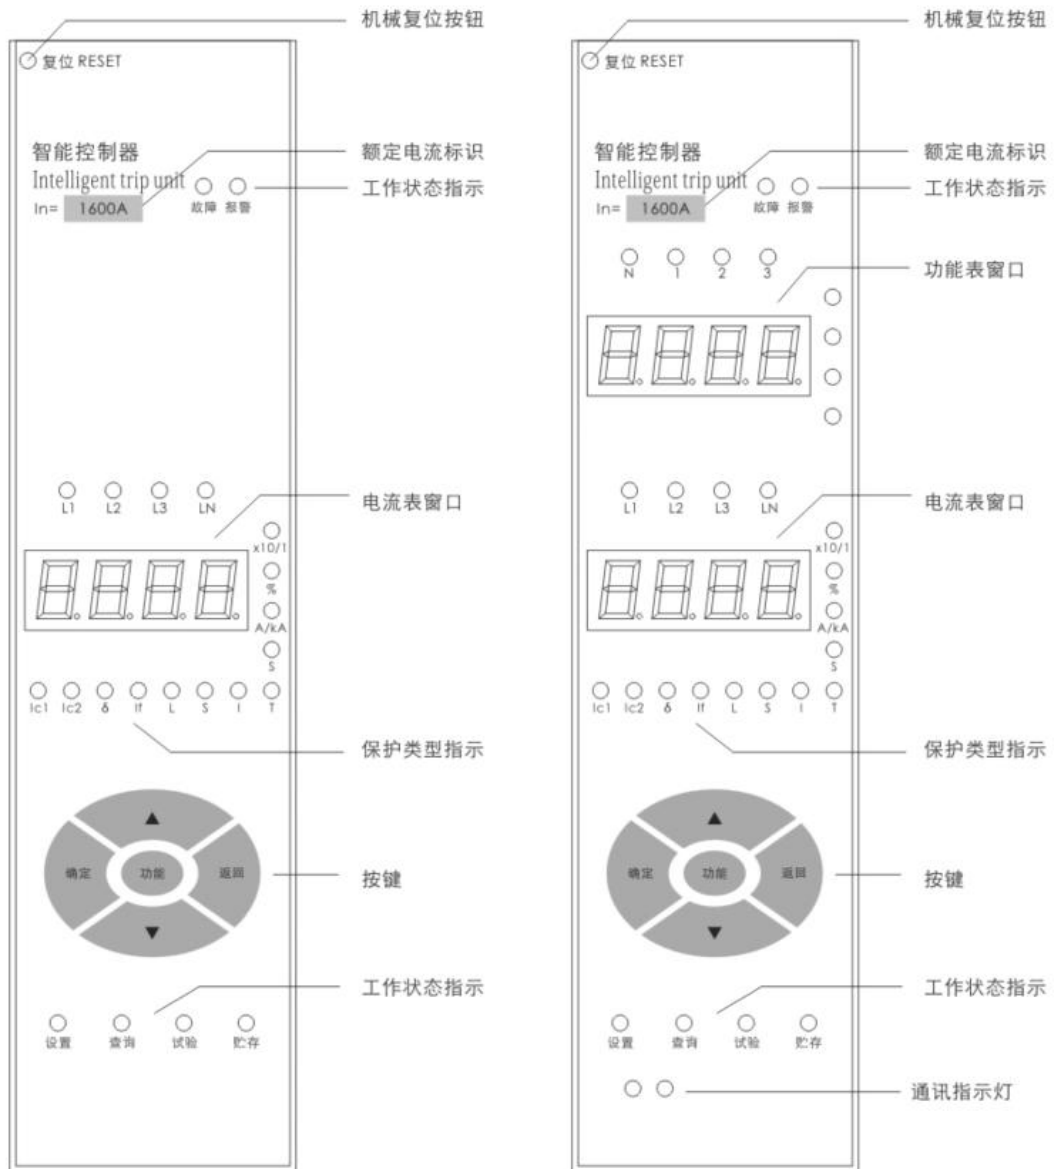 机械复位按钮
复位 RESET
智能控制器
额定电流标识
Intelligent trip unit
工作状态指示
In= 1600A
故障 报警
L1 L2 L3 LN
电流表窗口
x10/1
%
A/kA
S
Ic1 Ic2 δ If L S I T
保护类型指示
▲
确定 功能 返回
按键
▼
工作状态指示
设置 查询 试验 贮存
机械复位按钮
复位 RESET
智能控制器
额定电流标识
Intelligent trip unit
工作状态指示
In= 1600A
故障 报警
N 1 2 3
功能表窗口
L1 L2 L3 LN
电流表窗口
x10/1
%
A/kA
S
Ic1 Ic2 δ If L S I T
保护类型指示
▲
确定 功能 返回
按键
▼
工作状态指示
设置 查询 试验 贮存
通讯指示灯